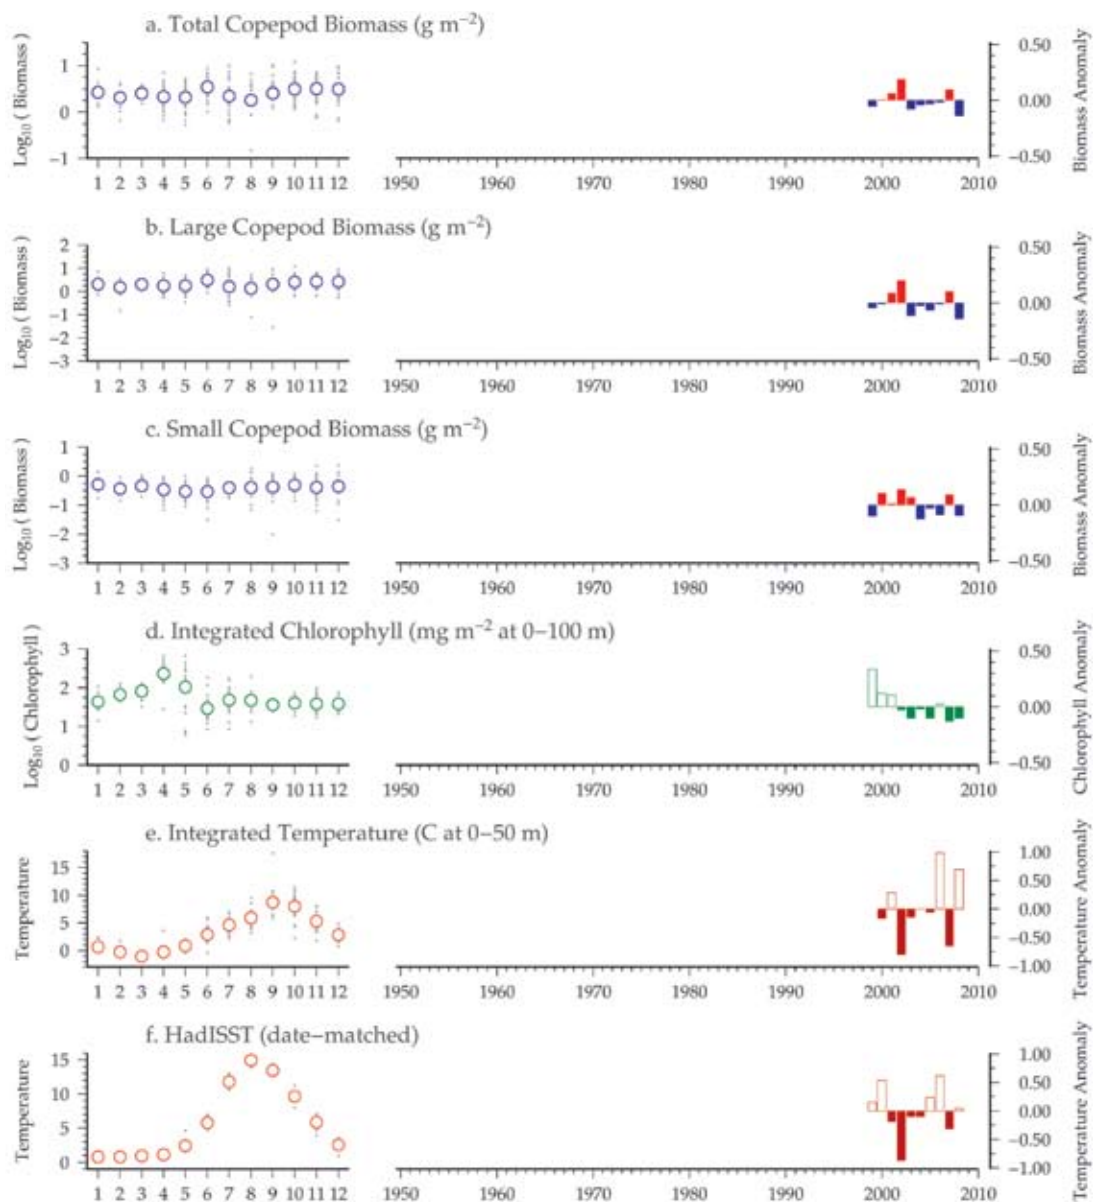 a. Total Copepod Biomass (g m⁻²)
Log₁₀ ( Biomass )
1
0
−1
1 2 3 4 5 6 7 8 9 10 11 12
1950 1960 1970 1980 1990 2000 2010
0.50
0.00
−0.50
Biomass Anomaly
b. Large Copepod Biomass (g m⁻²)
Log₁₀ ( Biomass )
2
1
0
−1
−2
−3
1 2 3 4 5 6 7 8 9 10 11 12
1950 1960 1970 1980 1990 2000 2010
0.50
0.00
−0.50
Biomass Anomaly
c. Small Copepod Biomass (g m⁻²)
Log₁₀ ( Biomass )
1
0
−1
−2
−3
1 2 3 4 5 6 7 8 9 10 11 12
1950 1960 1970 1980 1990 2000 2010
0.50
0.00
−0.50
Biomass Anomaly
d. Integrated Chlorophyll (mg m⁻² at 0−100 m)
Log₁₀ ( Chlorophyll )
3
2
1
0
1 2 3 4 5 6 7 8 9 10 11 12
1950 1960 1970 1980 1990 2000 2010
0.50
0.00
−0.50
Chlorophyll Anomaly
e. Integrated Temperature (C at 0−50 m)
Temperature
15
10
5
0
1 2 3 4 5 6 7 8 9 10 11 12
1950 1960 1970 1980 1990 2000 2010
1.00
0.50
0.00
−0.50
−1.00
Temperature Anomaly
f. HadISST (date−matched)
Temperature
15
10
5
0
1 2 3 4 5 6 7 8 9 10 11 12
1950 1960 1970 1980 1990 2000 2010
1.00
0.50
0.00
−0.50
−1.00
Temperature Anomaly